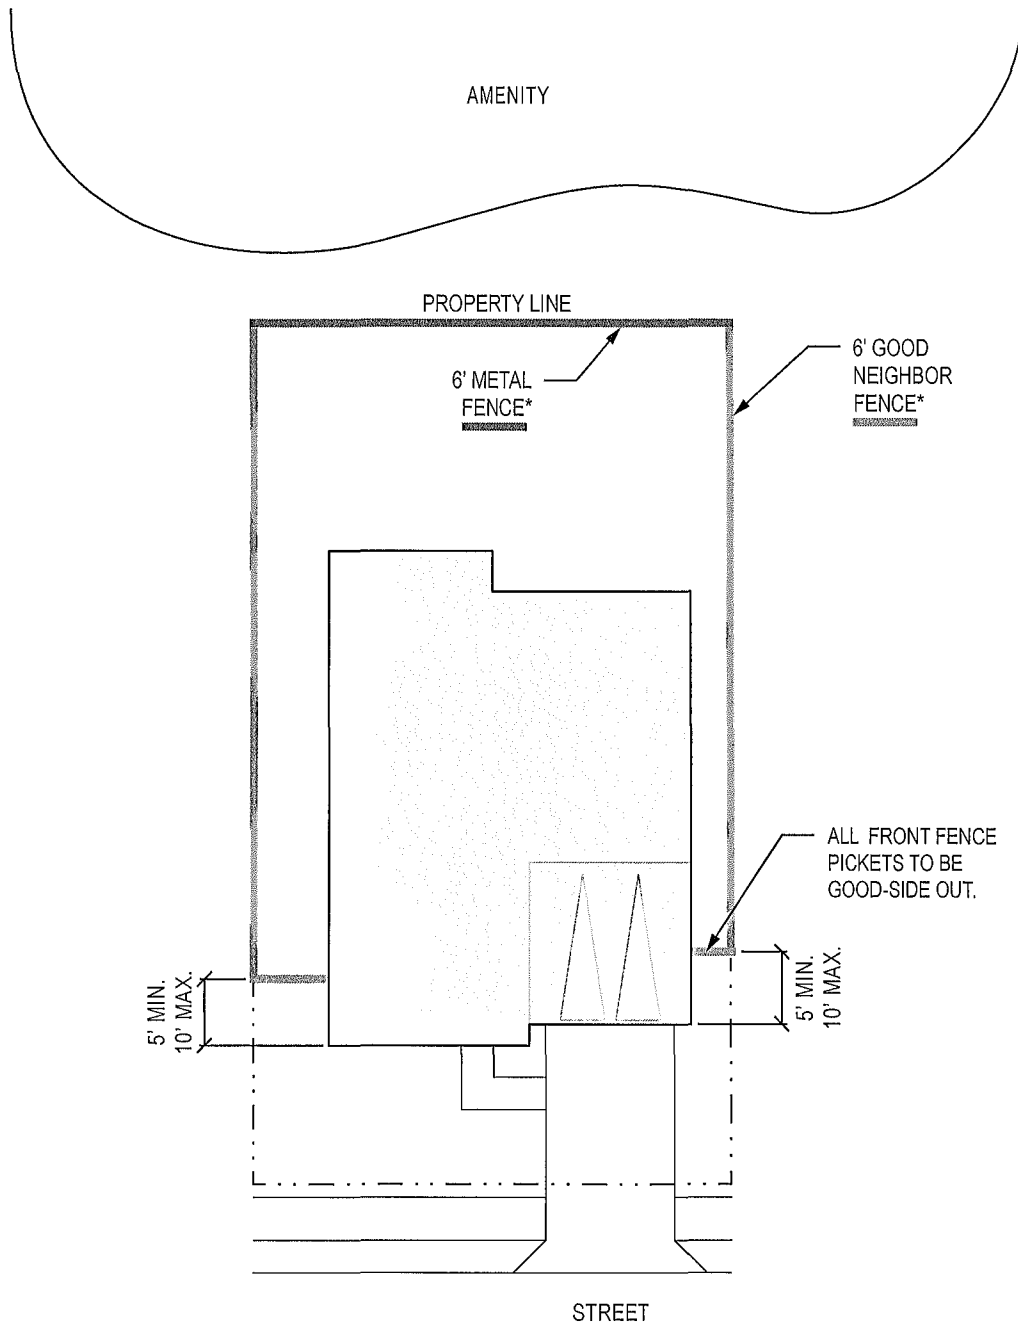 AMENITY
PROPERTY LINE
6' METAL
FENCE*
6' GOOD
NEIGHBOR
FENCE*
ALL FRONT FENCE
PICKETS TO BE
GOOD-SIDE OUT.
5' MIN.
10' MAX.
5' MIN.
10' MAX.
STREET